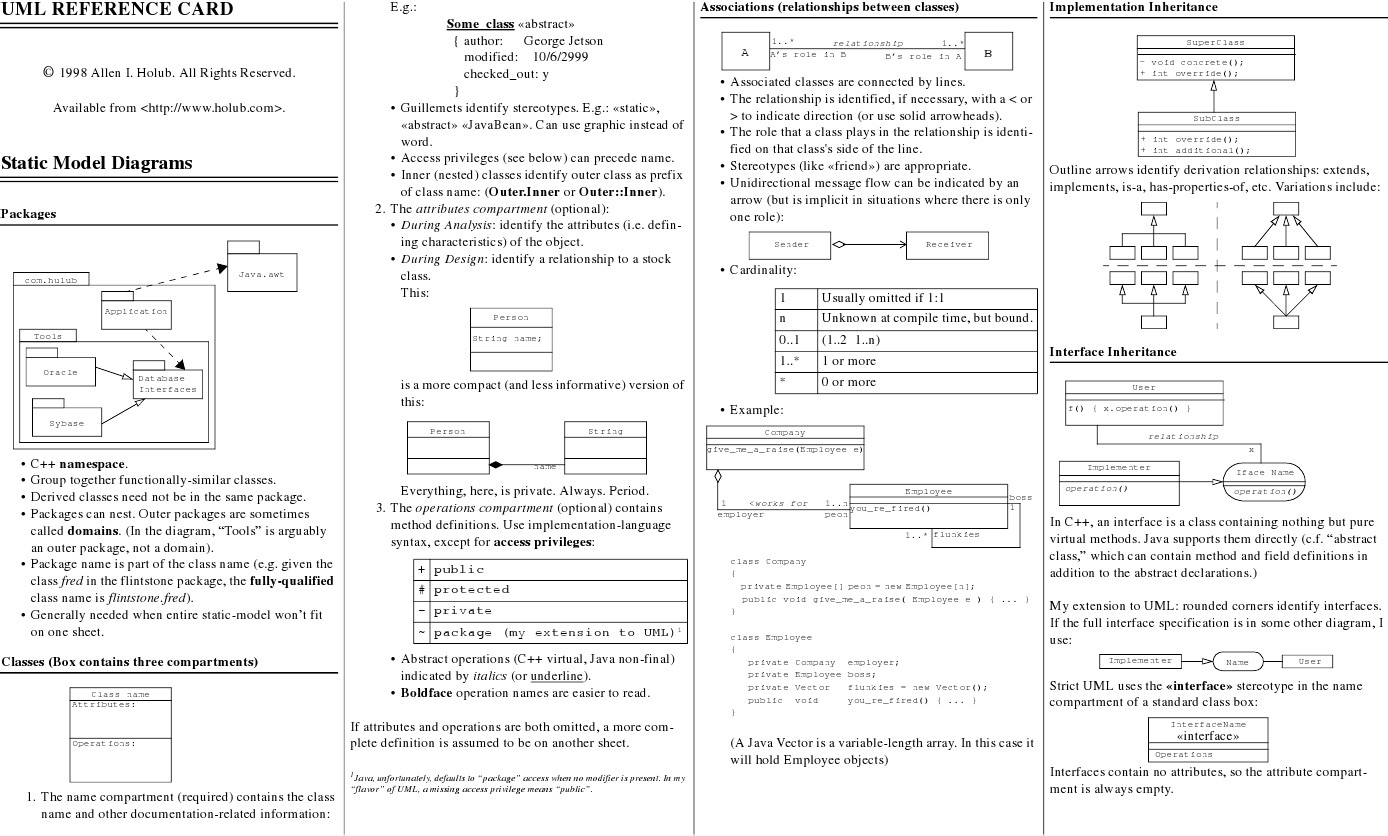 UML REFERENCE CARD
© 1998 Allen I. Holub. All Rights Reserved.
Available from <http://www.holub.com>.
Static Model Diagrams
Packages
Java.awt
com.hulub
Application
Tools
Oracle
Database
Interfaces
Sybase
• C++ namespace.
• Group together functionally-similar classes.
• Derived classes need not be in the same package.
• Packages can nest. Outer packages are sometimes
called domains. (In the diagram, “Tools” is arguably
an outer package, not a domain).
• Package name is part of the class name (e.g. given the
class fred in the flintstone package, the fully-qualified
class name is flintstone.fred).
• Generally needed when entire static-model won’t fit
on one sheet.
Classes (Box contains three compartments)
Class name
Attributes:
Operations:
1. The name compartment (required) contains the class
name and other documentation-related information:
E.g.:
Some_class «abstract»
{ author: George Jetson
modified: 10/6/2999
checked_out: y
}
• Guillemets identify stereotypes. E.g.: «static»,
«abstract» «JavaBean». Can use graphic instead of
word.
• Access privileges (see below) can precede name.
• Inner (nested) classes identify outer class as prefix
of class name: (Outer.Inner or Outer::Inner).
2. The attributes compartment (optional):
• During Analysis: identify the attributes (i.e. defin-
ing characteristics) of the object.
• During Design: identify a relationship to a stock
class.
This:
Person
String name;
is a more compact (and less informative) version of
this:
Person
String
name
Everything, here, is private. Always. Period.
3. The operations compartment (optional) contains
method definitions. Use implementation-language
syntax, except for access privileges:
+ public
# protected
− private
~ package (my extension to UML)1
• Abstract operations (C++ virtual, Java non-final)
indicated by italics (or underline).
• Boldface operation names are easier to read.
If attributes and operations are both omitted, a more com-
plete definition is assumed to be on another sheet.
1Java, unfortunately, defaults to “package” access when no modifier is present. In my
“flavor” of UML, a missing access privilege means “public”.
Associations (relationships between classes)
A
1..* relationship 1..*
A's role in B B's role in A
B
• Associated classes are connected by lines.
• The relationship is identified, if necessary, with a < or
> to indicate direction (or use solid arrowheads).
• The role that a class plays in the relationship is identi-
fied on that class's side of the line.
• Stereotypes (like «friend») are appropriate.
• Unidirectional message flow can be indicated by an
arrow (but is implicit in situations where there is only
one role):
Sender
Receiver
• Cardinality:
1 Usually omitted if 1:1
n Unknown at compile time, but bound.
0..1 (1..2 1..n)
1..* 1 or more
* 0 or more
• Example:
Company
give_me_a_raise(Employee e)
1 <works for 1..n
employer peon
Employee
you_re_fired()
boss
1
1..* flunkies
class Company
{
private Employee[] peon = new Employee[n];
public void give_me_a_raise( Employee e ) { ... }
}
class Employee
{
private Company employer;
private Employee boss;
private Vector flunkies = new Vector();
public void you_re_fired() { ... }
}
(A Java Vector is a variable-length array. In this case it
will hold Employee objects)
Implementation Inheritance
SuperClass
- void concrete();
+ int override();
SubClass
+ int override();
+ int additional();
Outline arrows identify derivation relationships: extends,
implements, is-a, has-properties-of, etc. Variations include:
Interface Inheritance
User
f() { x.operation() }
relationship
x
Implementer
operation()
Iface Name
operation()
In C++, an interface is a class containing nothing but pure
virtual methods. Java supports them directly (c.f. “abstract
class,” which can contain method and field definitions in
addition to the abstract declarations.)
My extension to UML: rounded corners identify interfaces.
If the full interface specification is in some other diagram, I
use:
Implementer
Name
User
Strict UML uses the «interface» stereotype in the name
compartment of a standard class box:
InterfaceName
«interface»
Operations
Interfaces contain no attributes, so the attribute compart-
ment is always empty.